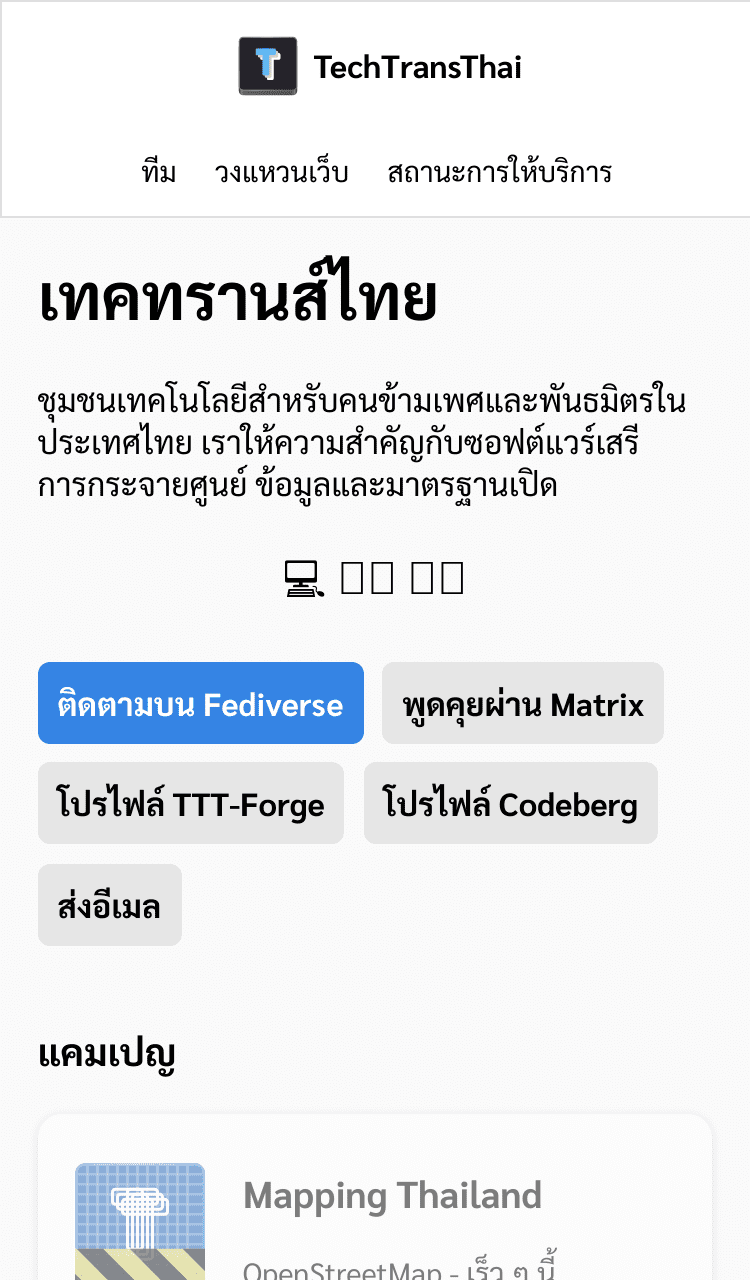 TechTransThai
ทีม วงแหวนเว็บ สถานะการให้บริการ
เทคทรานส์ไทย
ชุมชนเทคโนโลยีสำหรับคนข้ามเพศและพันธมิตรใน
ประเทศไทย เราให้ความสำคัญกับซอฟต์แวร์เสรี
การกระจายศูนย์ ข้อมูลและมาตรฐานเปิด
ติดตามบน Fediverse พูดคุยผ่าน Matrix
โปรไฟล์ TTT-Forge โปรไฟล์ Codeberg
ส่งอีเมล
แคมเปญ
Mapping Thailand
OpenStreetMap - เร็ว ๆ นี้